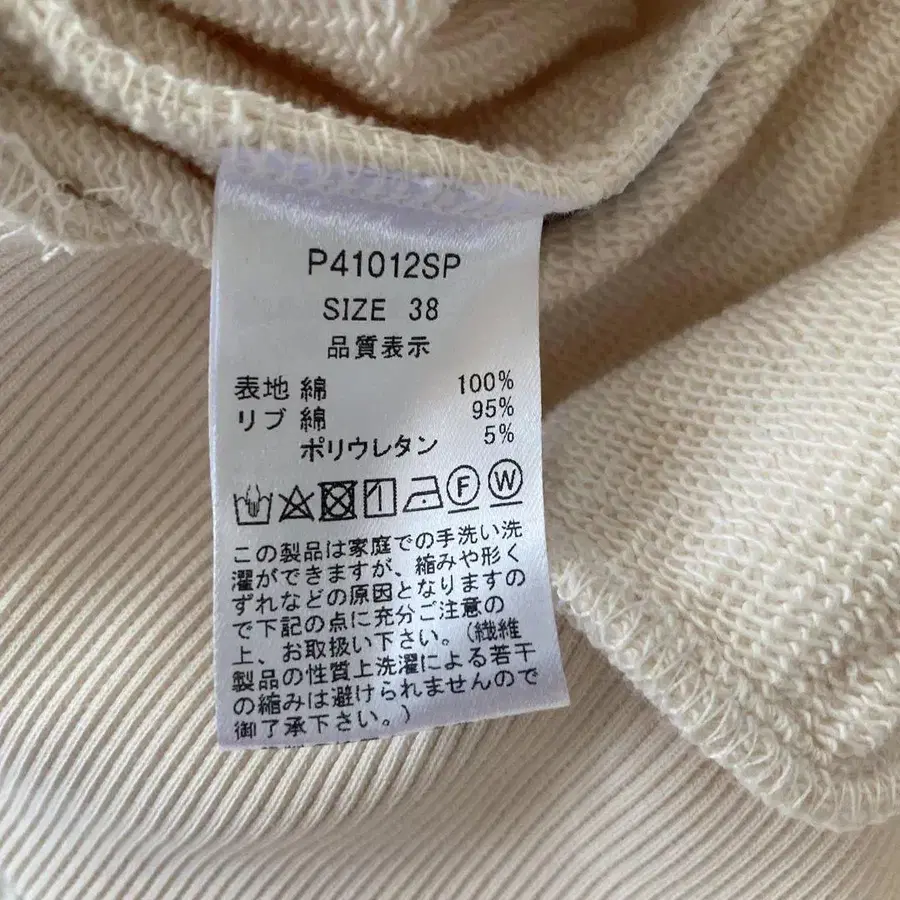 P41012SP
SIZE 38
品質表示
表地 綿 100%
リブ 綿 95%
ポリウレタン 5%
F W
この製品は家庭での手洗い洗
濯ができますが、縮みや形く
ずれなどの原因となりますの
で下記の点に充分ご注意の
上、お取扱い下さい。(繊維
製品の性質上洗濯による若干
の縮みは避けられませんので
御了承下さい。)